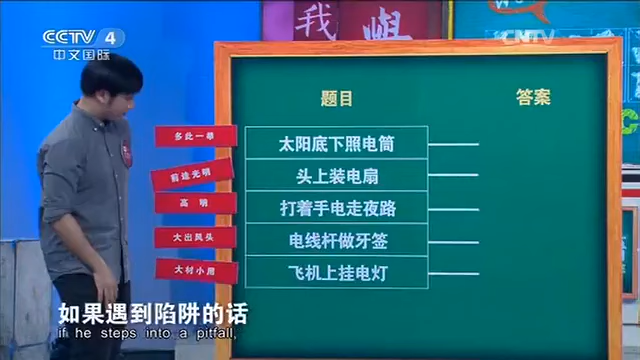 CCTV 4
中文国际
我
CNTV
题目
答案
多此一举
太阳底下照电筒
前途光明
头上装电扇
高明
打着手电走夜路
大出风头
电线杆做牙签
大材小用
飞机上挂电灯
如果遇到陷阱的话
if he steps into a pitfall,